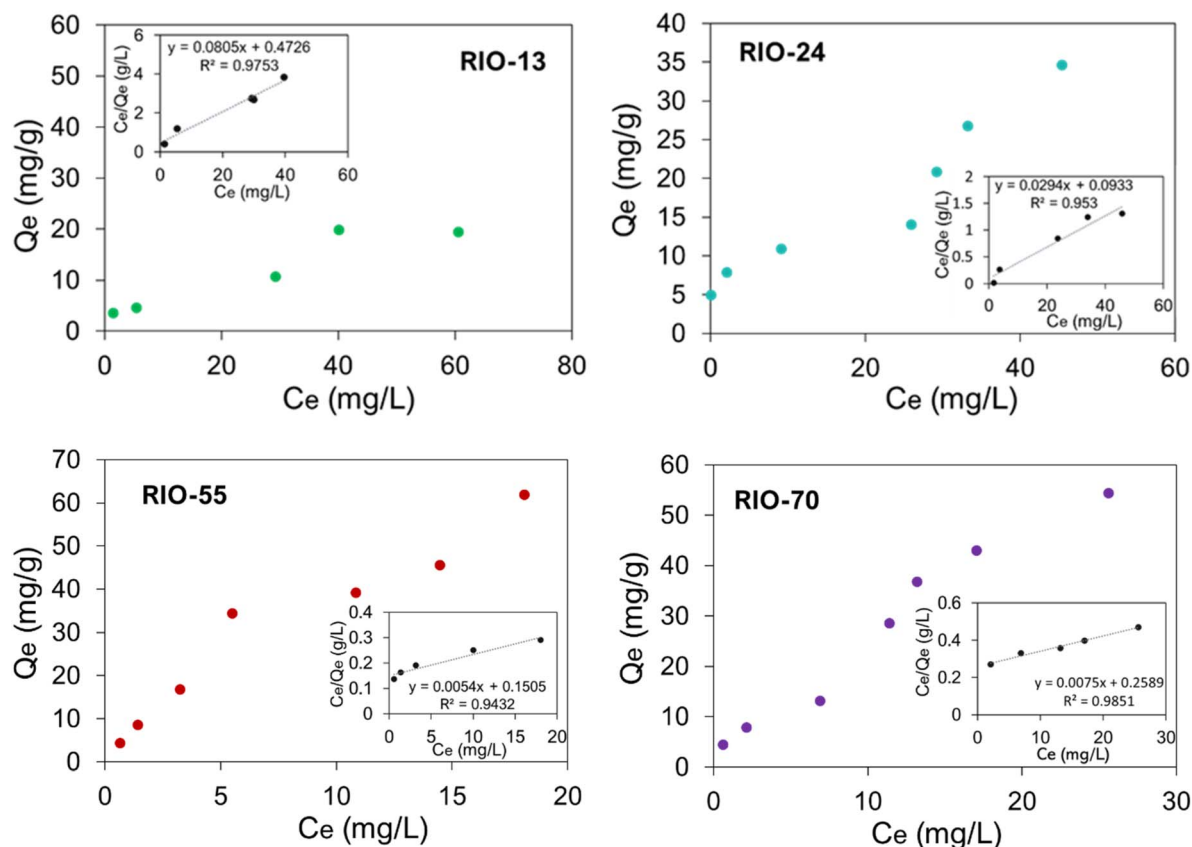 RIO-13
Qe (mg/g)
60
50
40
30
20
10
0
0 20 40 60 80
Ce (mg/L)
y = 0.0805x + 0.4726
R² = 0.9753
Ce/Qe (g/L)
6
4
2
0
0 20 40 60
Ce (mg/L)
RIO-24
Qe (mg/g)
40
35
30
25
20
15
10
5
0
0 20 40 60
Ce (mg/L)
y = 0.0294x + 0.0933
R² = 0.953
Ce/Qe (g/L)
2
1.5
1
0.5
0
0 20 40 60
Ce (mg/L)
RIO-55
Qe (mg/g)
70
60
50
40
30
20
10
0
0 5 10 15 20
Ce (mg/L)
y = 0.0054x + 0.1505
R² = 0.9432
Ce/Qe (g/L)
0.4
0.3
0.2
0.1
0
0 5 10 15 20
Ce (mg/L)
RIO-70
Qe (mg/g)
60
50
40
30
20
10
0
0 10 20 30
Ce (mg/L)
y = 0.0075x + 0.2589
R² = 0.9851
Ce/Qe (g/L)
0.6
0.4
0.2
0
0 10 20 30
Ce (mg/L)